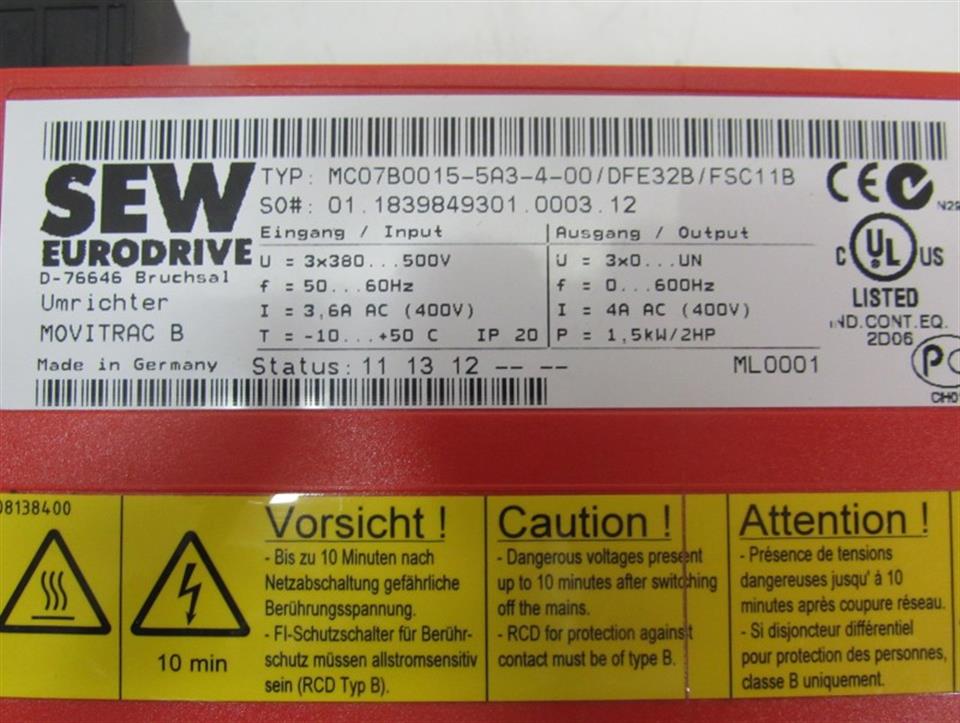 SEW
EURODRIVE
D-76646 Bruchsal
Umrichter
MOVITRAC B
Made in Germany
TYP: MC07B0015-5A3-4-00/DFE32B/FSC11B
SO#: 01.1839849301.0003.12
Eingang / Input
U = 3x380...500V
f = 50...60Hz
I = 3,6A AC (400V)
T = -10...+50 C IP 20
Ausgang / Output
U = 3x0...UN
f = 0...600Hz
I = 4A AC (400V)
P = 1,5kW/2HP
Status: 11 13 12 -- --
ML0001
CE
N29
C UL US
LISTED
IND.CONT.EQ.
2D06
08138400
10 min
Vorsicht !
- Bis zu 10 Minuten nach
Netzabschaltung gefährliche
Berührungsspannung.
- FI-Schutzschalter für Berühr-
schutz müssen allstromsensitiv
sein (RCD Typ B).
Caution !
- Dangerous voltages present
up to 10 minutes after switching
off the mains.
- RCD for protection against
contact must be of type B.
Attention !
- Présence de tensions
dangereuses jusqu' à 10
minutes après coupure réseau.
- Si disjoncteur différentiel
pour protection des personnes,
classe B uniquement.